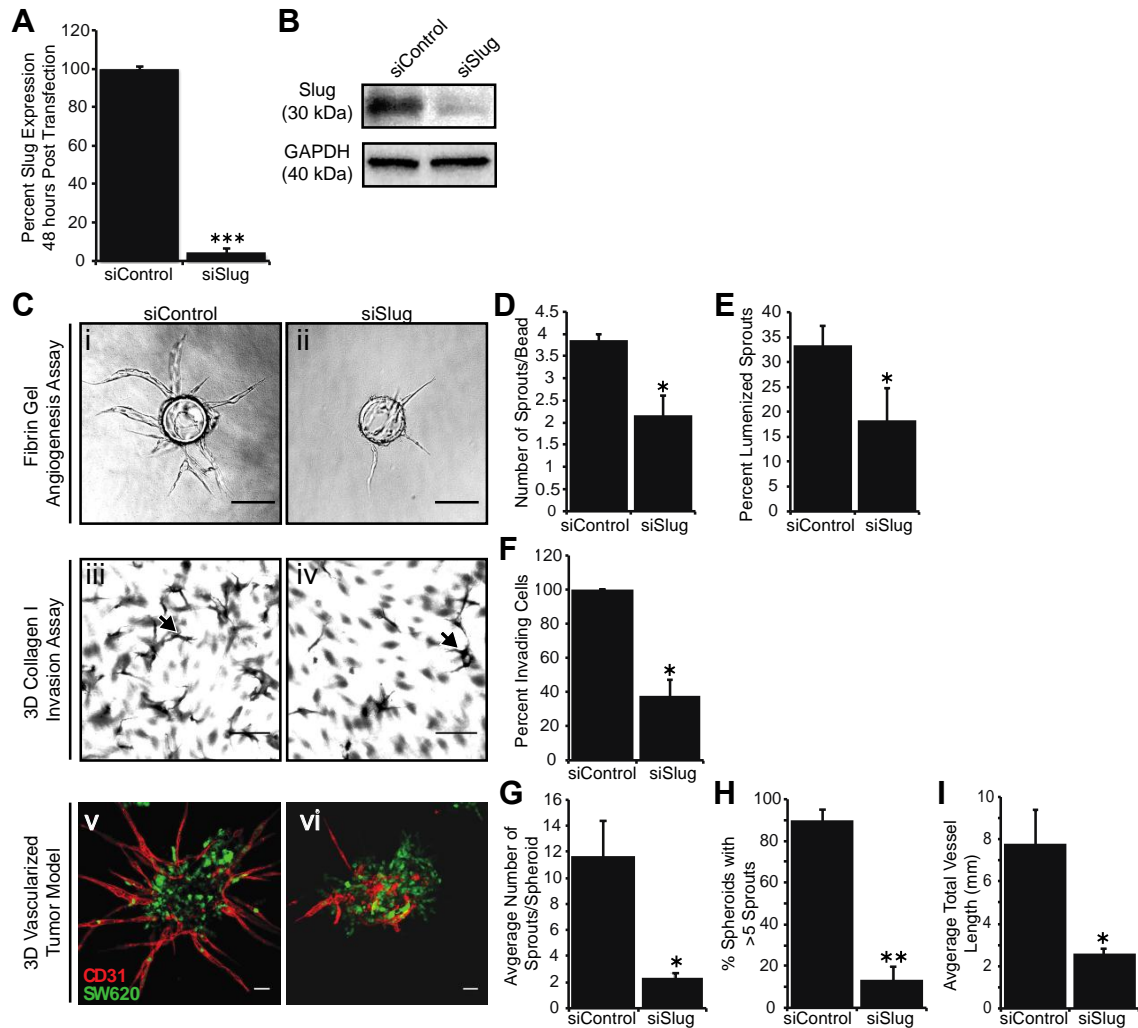 A
Percent Slug Expression
48 hours Post Transfection
120
100
80
60
40
20
0
***
siControl
siSlug
B
siControl
siSlug
Slug
(30 kDa)
GAPDH
(40 kDa)
C
siControl
siSlug
Fibrin Gel
Angiogenesis Assay
i
ii
D
Number of Sprouts/Bead
4.5
4
3.5
3
2.5
2
1.5
1
0.5
0
*
siControl
siSlug
E
Percent Lumenized Sprouts
40
35
30
25
20
15
10
5
0
*
siControl
siSlug
3D Collagen I
Invasion Assay
iii
iv
F
Percent Invading Cells
120
100
80
60
40
20
0
*
siControl
siSlug
3D Vascularized
Tumor Model
v
CD31
SW620
vi
G
Avgerage Number of
Sprouts/Spheroid
16
14
12
10
8
6
4
2
0
*
siControl
siSlug
H
% Spheroids with
>5 Sprouts
100
80
60
40
20
0
**
siControl
siSlug
I
Avgerage Total Vessel
Length (mm)
10
8
6
4
2
0
*
siControl
siSlug